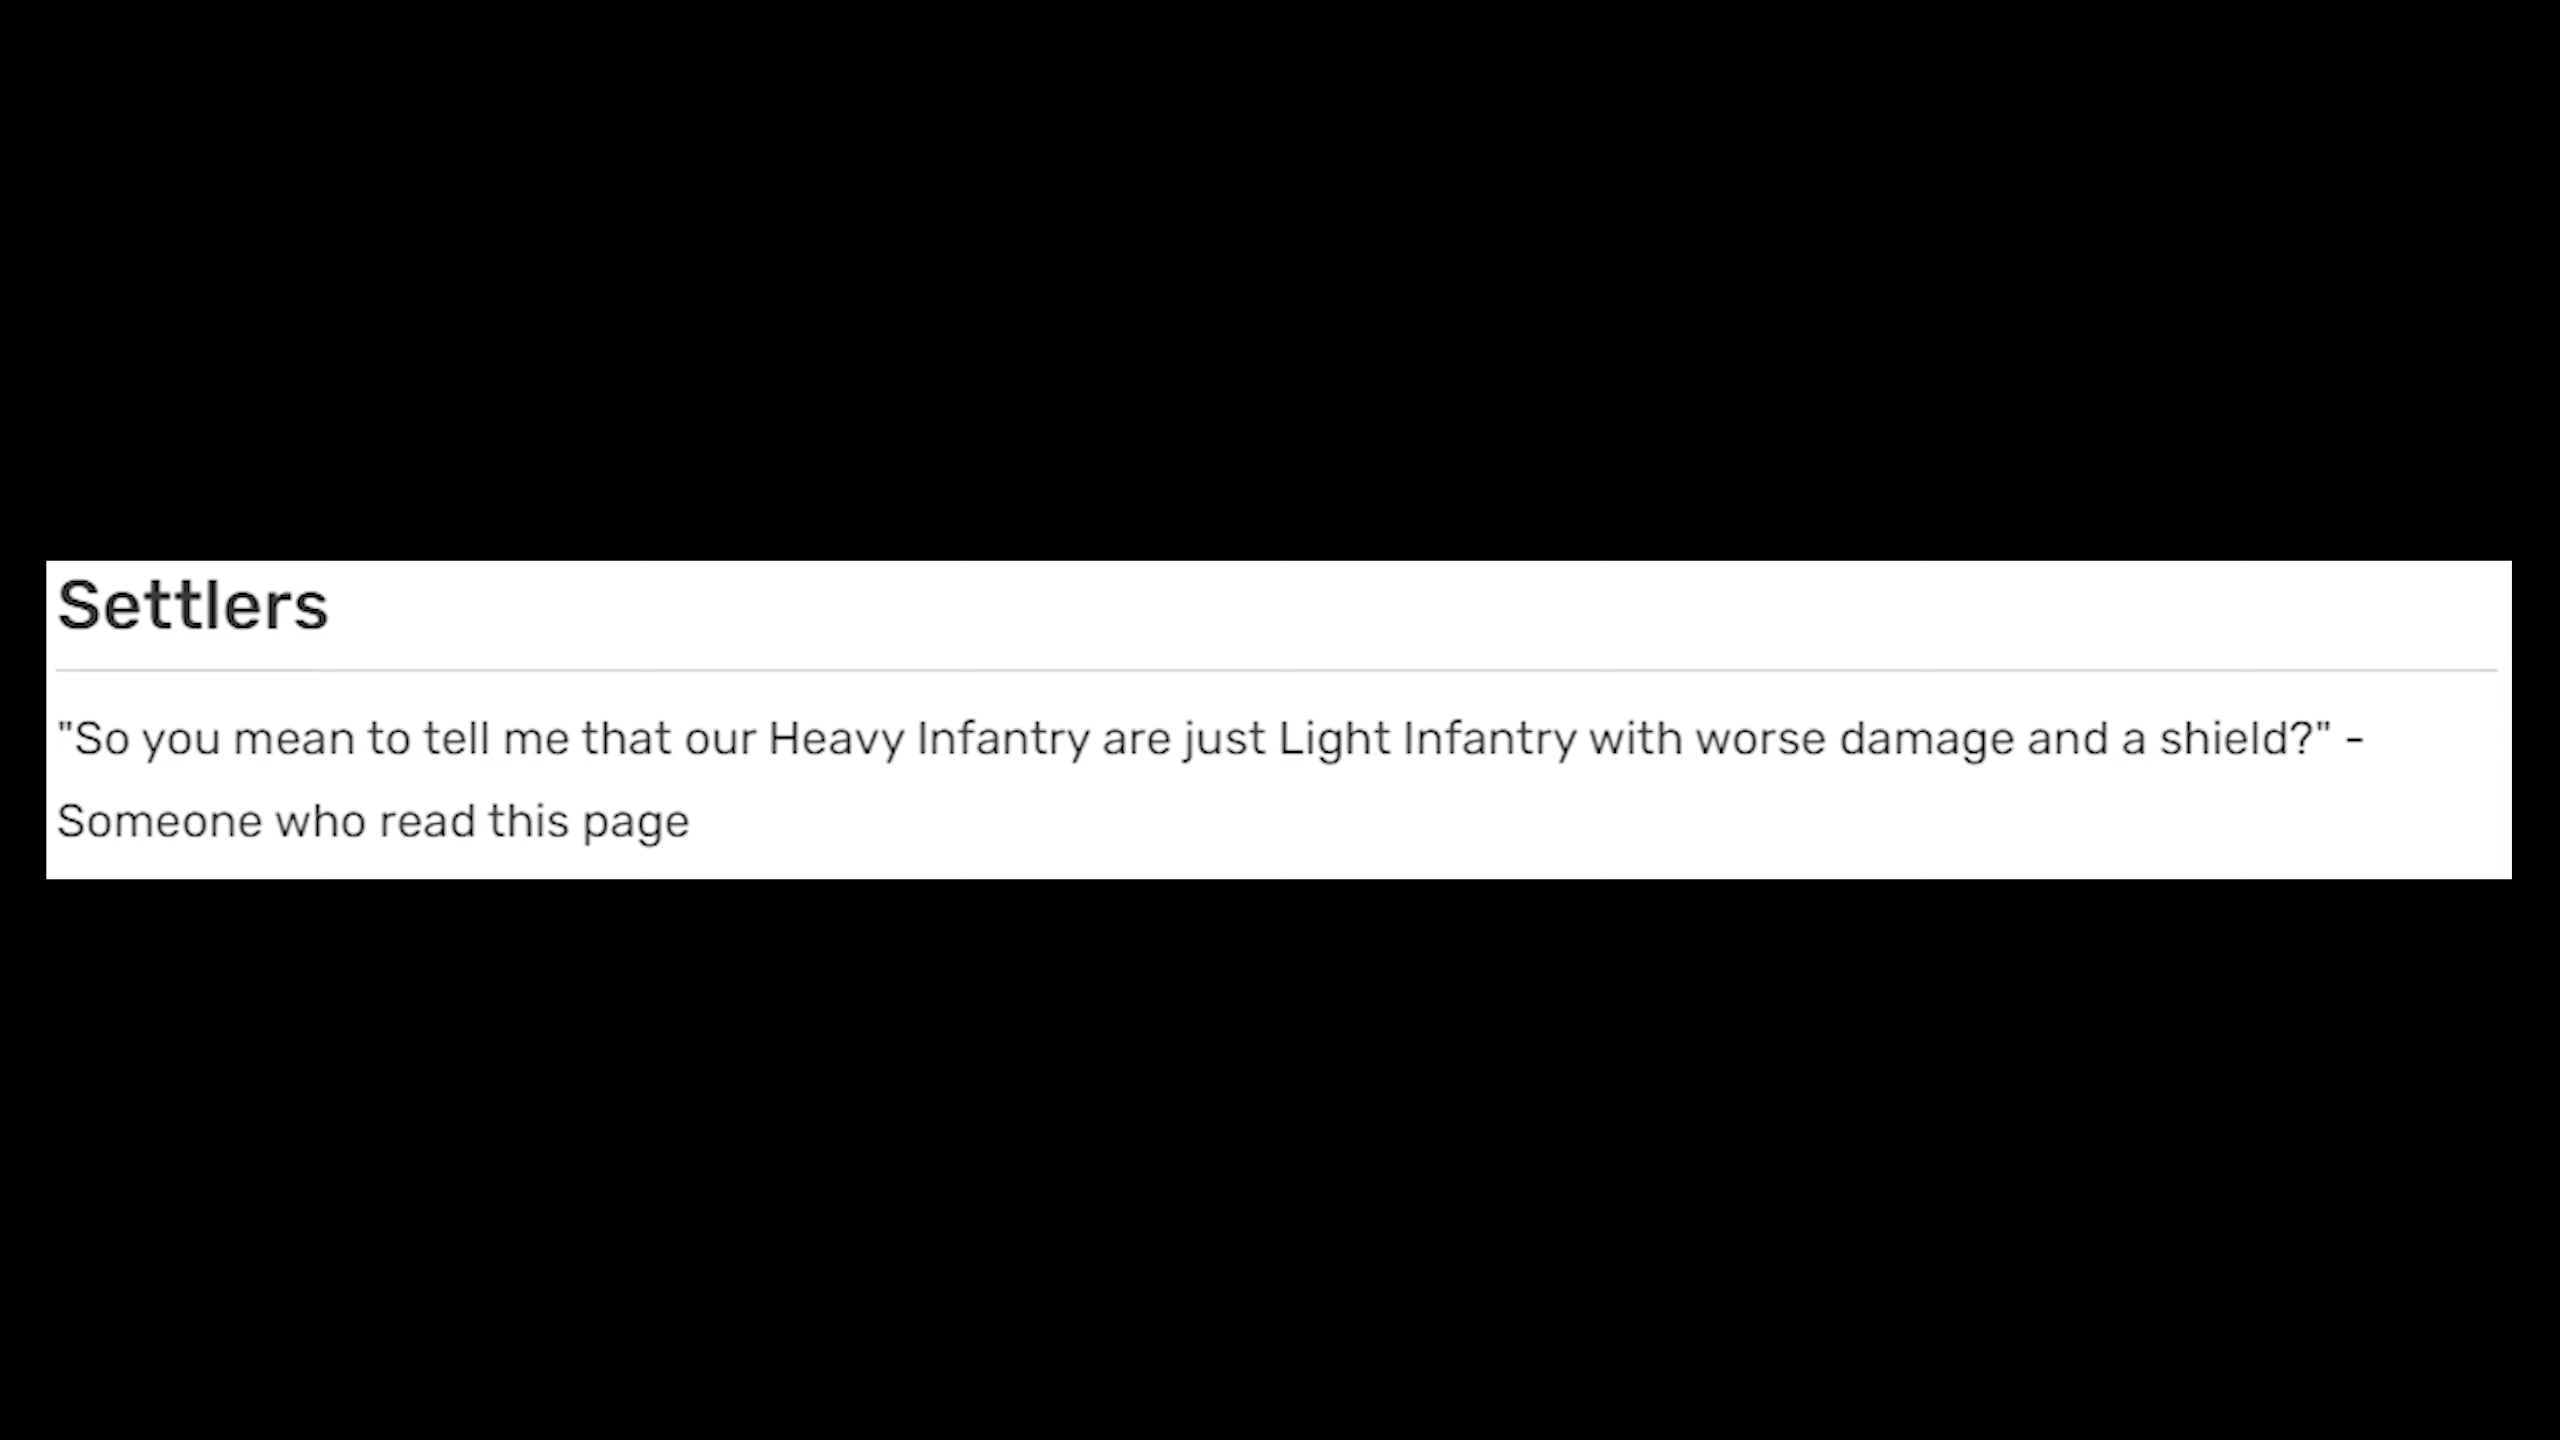 Settlers
"So you mean to tell me that our Heavy Infantry are just Light Infantry with worse damage and a shield?" -
Someone who read this page